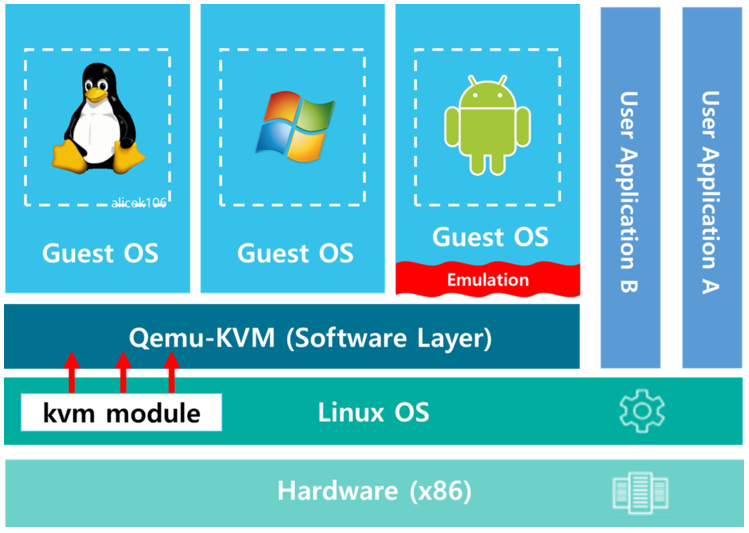 alicek106
Guest OS
Guest OS
Guest OS
Emulation
User Application B
User Application A
Qemu-KVM (Software Layer)
kvm module
Linux OS
Hardware (x86)